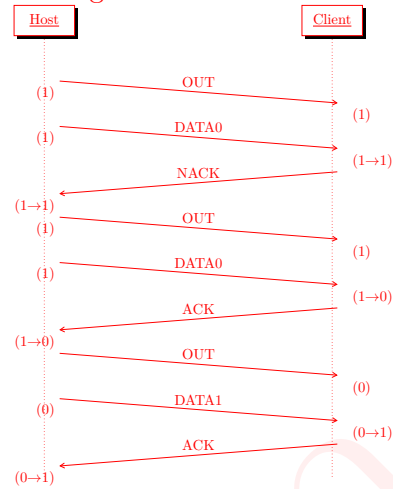 Host Client
OUT
(1)
(1)
DATA0
(1)
(1→1)
NACK
(1→1)
OUT
(1)
(1)
DATA0
(1)
(1→0)
ACK
(1→0)
OUT
(0)
DATA1
(0)
(0→1)
ACK
(0→1)